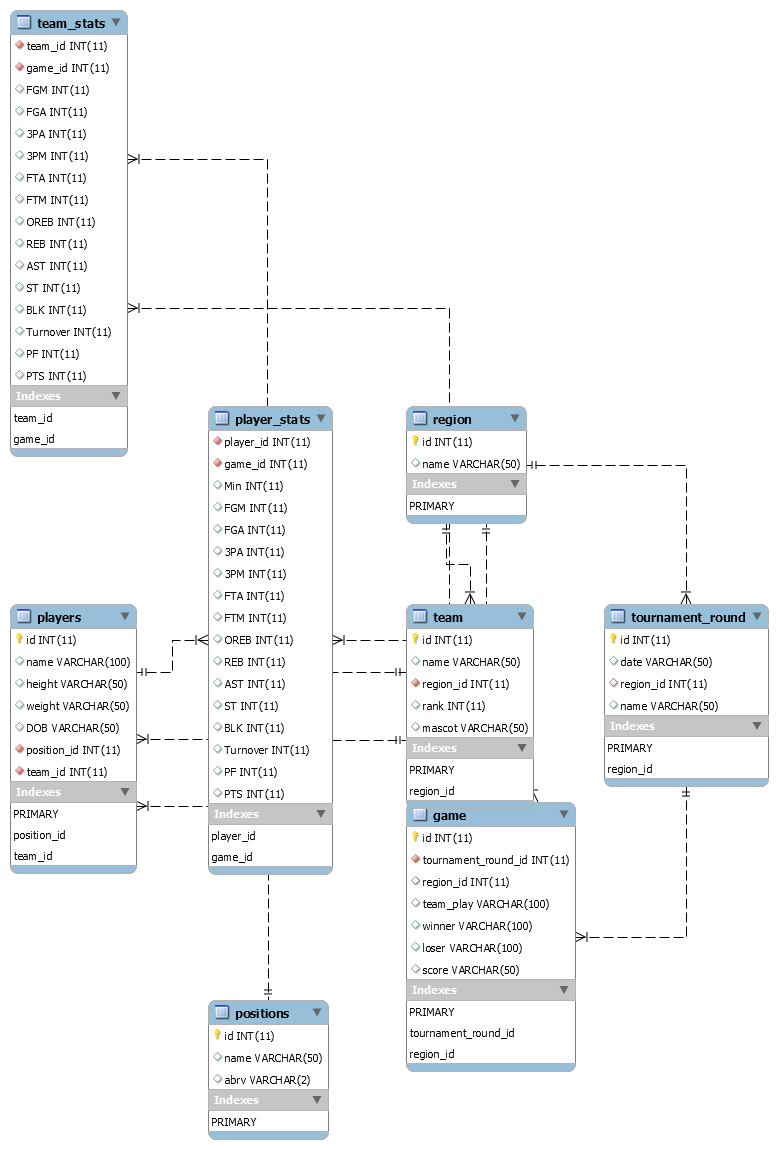 team_stats
team_id INT(11)
game_id INT(11)
FGM INT(11)
FGA INT(11)
3PA INT(11)
3PM INT(11)
FTA INT(11)
FTM INT(11)
OREB INT(11)
REB INT(11)
AST INT(11)
ST INT(11)
BLK INT(11)
Turnover INT(11)
PF INT(11)
PTS INT(11)
Indexes
team_id
game_id
player_stats
player_id INT(11)
game_id INT(11)
Min INT(11)
FGM INT(11)
FGA INT(11)
3PA INT(11)
3PM INT(11)
FTA INT(11)
FTM INT(11)
OREB INT(11)
REB INT(11)
AST INT(11)
ST INT(11)
BLK INT(11)
Turnover INT(11)
PF INT(11)
PTS INT(11)
Indexes
player_id
game_id
region
id INT(11)
name VARCHAR(50)
Indexes
PRIMARY
players
id INT(11)
name VARCHAR(100)
height VARCHAR(50)
weight VARCHAR(50)
DOB VARCHAR(50)
position_id INT(11)
team_id INT(11)
Indexes
PRIMARY
position_id
team_id
team
id INT(11)
name VARCHAR(50)
region_id INT(11)
rank INT(11)
mascot VARCHAR(50)
Indexes
PRIMARY
region_id
tournament_round
id INT(11)
date VARCHAR(50)
region_id INT(11)
name VARCHAR(50)
Indexes
PRIMARY
region_id
game
id INT(11)
tournament_round_id INT(11)
region_id INT(11)
team_play VARCHAR(100)
winner VARCHAR(100)
loser VARCHAR(100)
score VARCHAR(50)
Indexes
PRIMARY
tournament_round_id
region_id
positions
id INT(11)
name VARCHAR(50)
abrv VARCHAR(2)
Indexes
PRIMARY